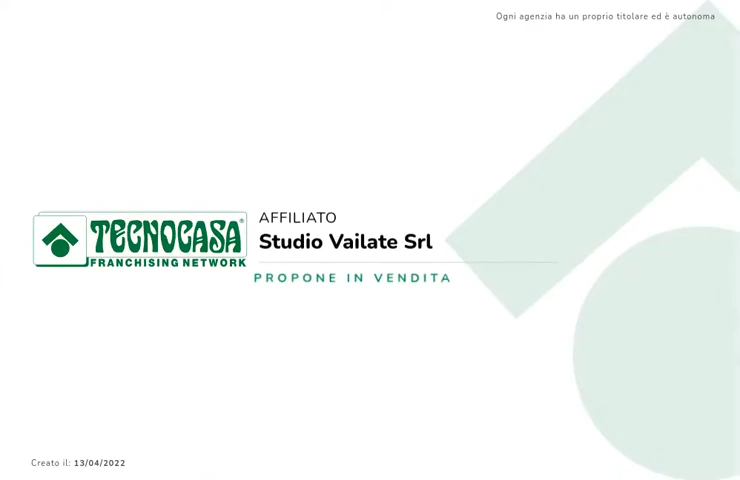 Ogni agenzia ha un proprio titolare ed è autonoma
TECNOCASA®
FRANCHISING NETWORK
AFFILIATO
Studio Vailate Srl
PROPONE IN VENDITA
Creato il: 13/04/2022